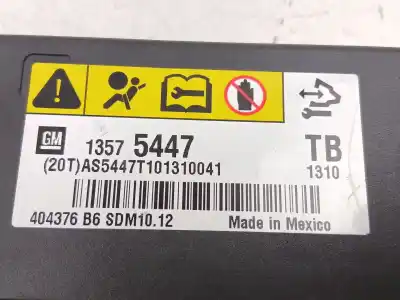 GM 1357 5447 TB
(20T)AS5447T101310041 1310
404376 B6 SDM10.12 Made in Mexico